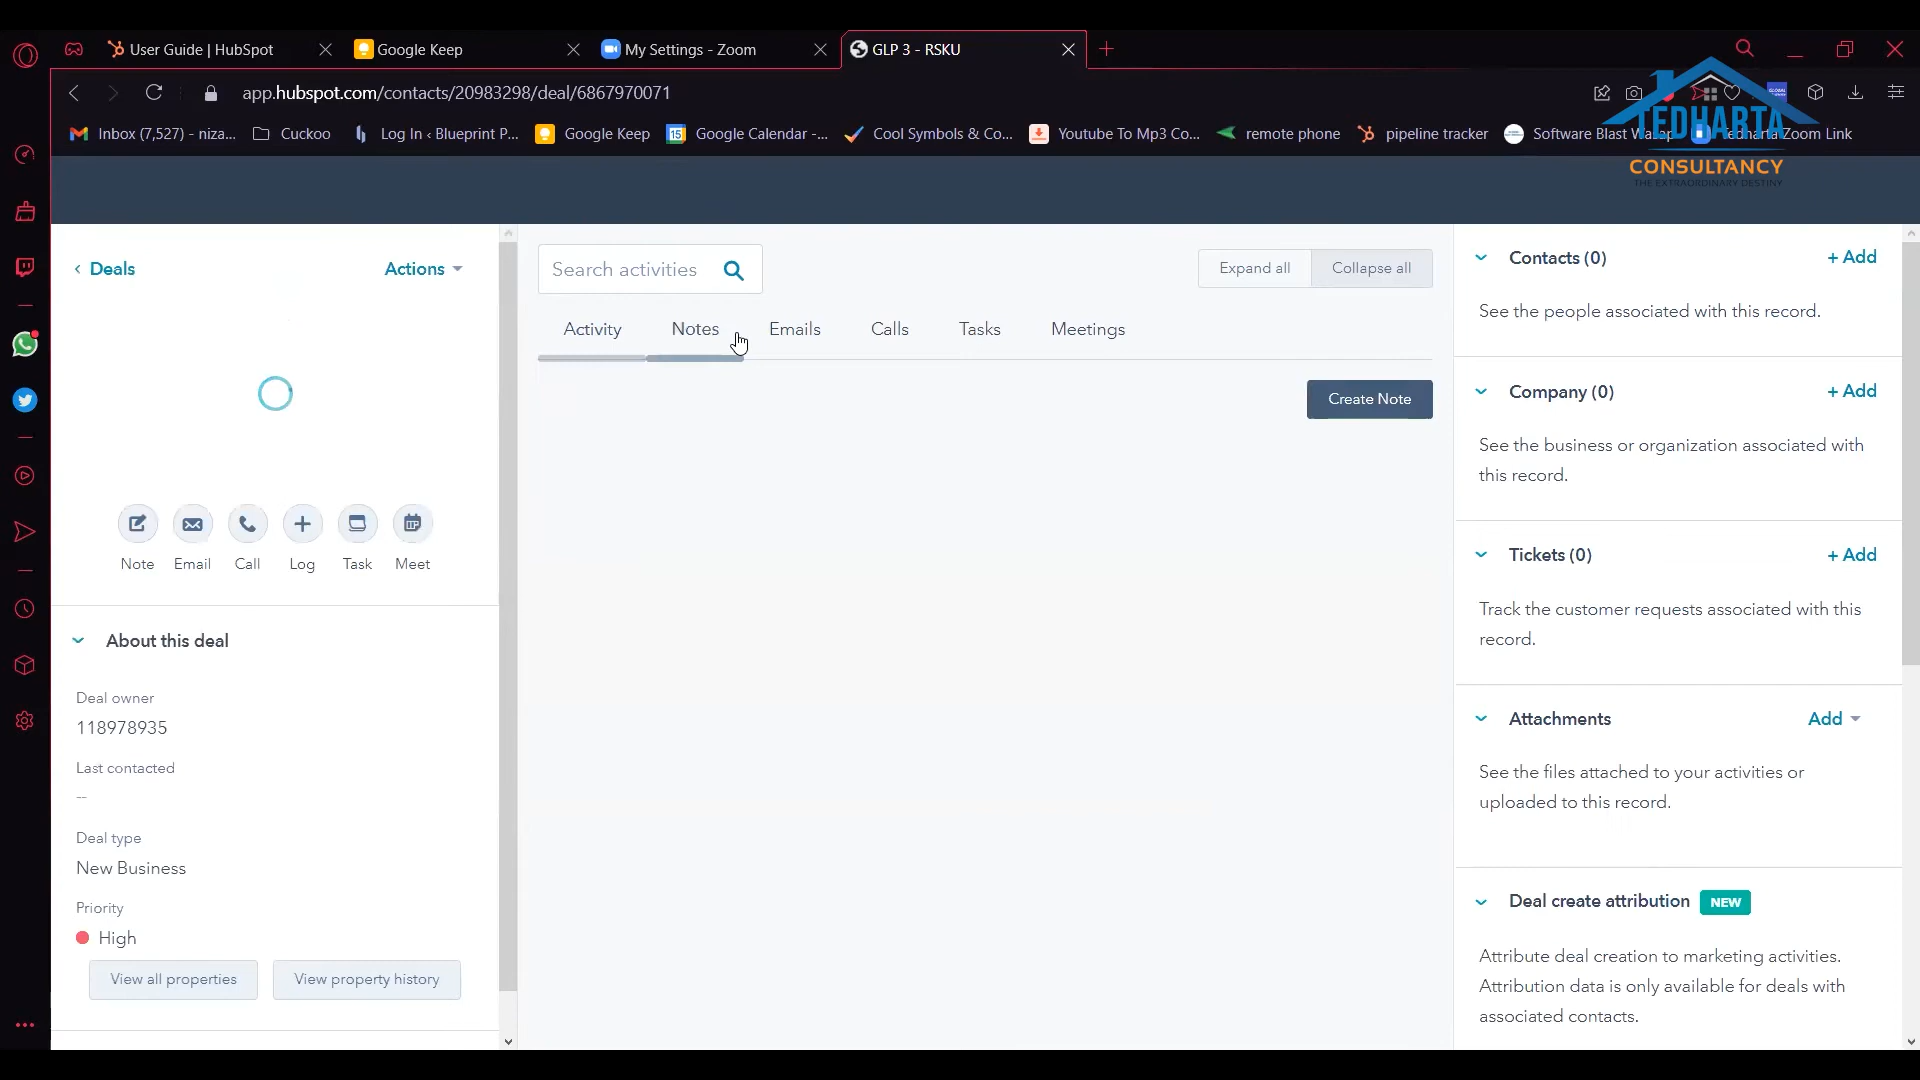 User Guide | HubSpot
Google Keep
My Settings - Zoom
GLP 3 - RSKU
app.hubspot.com/contacts/20983298/deal/6867970071
Inbox (7,527) - niza...
Cuckoo
Log In ‹ Blueprint P...
Google Keep
Google Calendar -...
Cool Symbols & Co...
Youtube To Mp3 Co...
remote phone
pipeline tracker
Software Blast Wasap
Tedharta Zoom Link
TEDHARTA
CONSULTANCY
THE EXTRAORDINARY DESTINY
Deals
Actions
Note
Email
Call
Log
Task
Meet
About this deal
Deal owner
118978935
Last contacted
--
Deal type
New Business
Priority
High
View all properties
View property history
Search activities
Expand all
Collapse all
Activity
Notes
Emails
Calls
Tasks
Meetings
Create Note
Contacts (0)
+ Add
See the people associated with this record.
Company (0)
+ Add
See the business or organization associated with
this record.
Tickets (0)
+ Add
Track the customer requests associated with this
record.
Attachments
Add
See the files attached to your activities or
uploaded to this record.
Deal create attribution
NEW
Attribute deal creation to marketing activities.
Attribution data is only available for deals with
associated contacts.